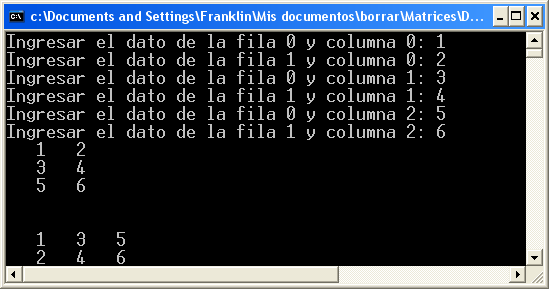 c:\Documents and Settings\Franklin\Mis documentos\borrar\Matrices\D...
Ingresar el dato de la fila 0 y columna 0: 1
Ingresar el dato de la fila 1 y columna 0: 2
Ingresar el dato de la fila 0 y columna 1: 3
Ingresar el dato de la fila 1 y columna 1: 4
Ingresar el dato de la fila 0 y columna 2: 5
Ingresar el dato de la fila 1 y columna 2: 6
1 2
3 4
5 6
1 3 5
2 4 6